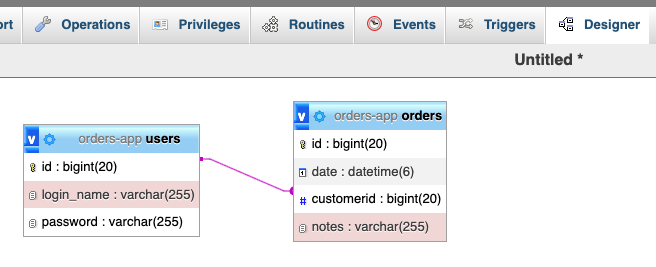 ort Operations Privileges Routines Events Triggers Designer
Untitled *
v orders-app users
id : bigint(20)
login_name : varchar(255)
password : varchar(255)
v orders-app orders
id : bigint(20)
date : datetime(6)
# customerid : bigint(20)
notes : varchar(255)